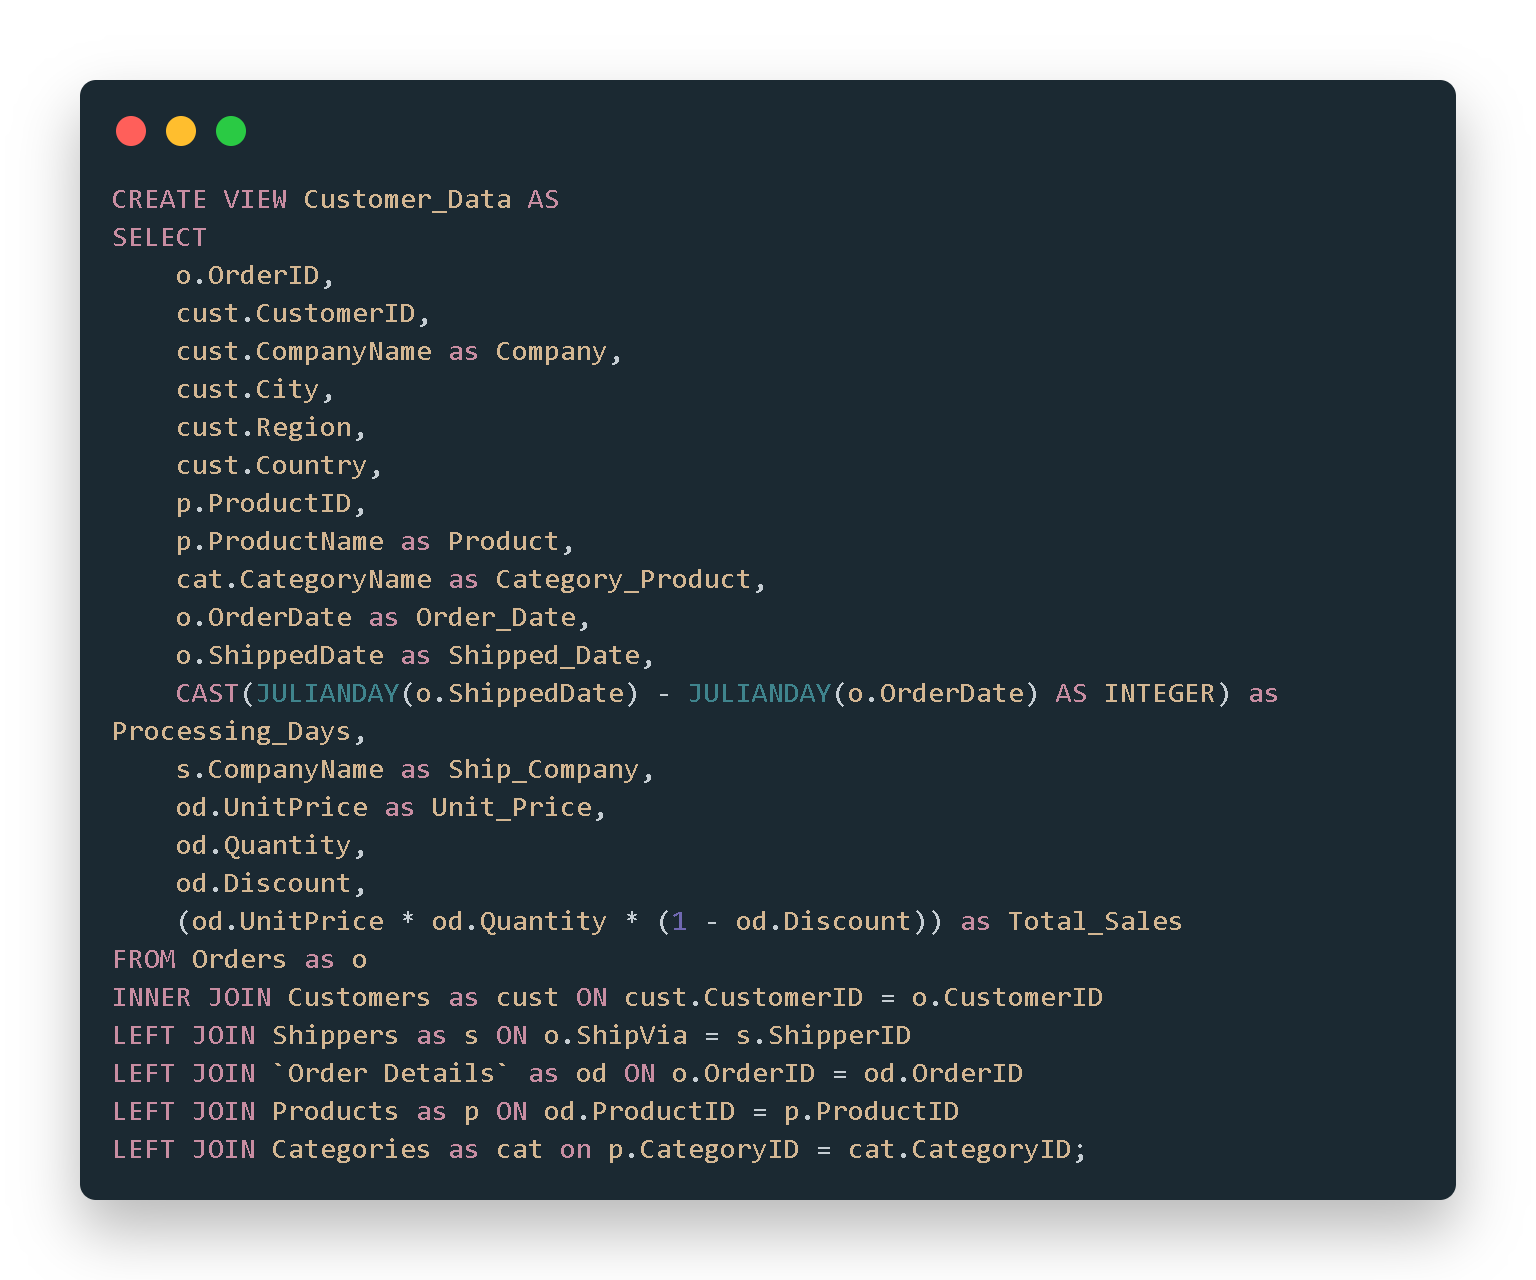 CREATE VIEW Customer_Data AS
SELECT
    o.OrderID,
    cust.CustomerID,
    cust.CompanyName as Company,
    cust.City,
    cust.Region,
    cust.Country,
    p.ProductID,
    p.ProductName as Product,
    cat.CategoryName as Category_Product,
    o.OrderDate as Order_Date,
    o.ShippedDate as Shipped_Date,
    CAST(JULIANDAY(o.ShippedDate) - JULIANDAY(o.OrderDate) AS INTEGER) as
Processing_Days,
    s.CompanyName as Ship_Company,
    od.UnitPrice as Unit_Price,
    od.Quantity,
    od.Discount,
    (od.UnitPrice * od.Quantity * (1 - od.Discount)) as Total_Sales
FROM Orders as o
INNER JOIN Customers as cust ON cust.CustomerID = o.CustomerID
LEFT JOIN Shippers as s ON o.ShipVia = s.ShipperID
LEFT JOIN `Order Details` as od ON o.OrderID = od.OrderID
LEFT JOIN Products as p ON od.ProductID = p.ProductID
LEFT JOIN Categories as cat on p.CategoryID = cat.CategoryID;